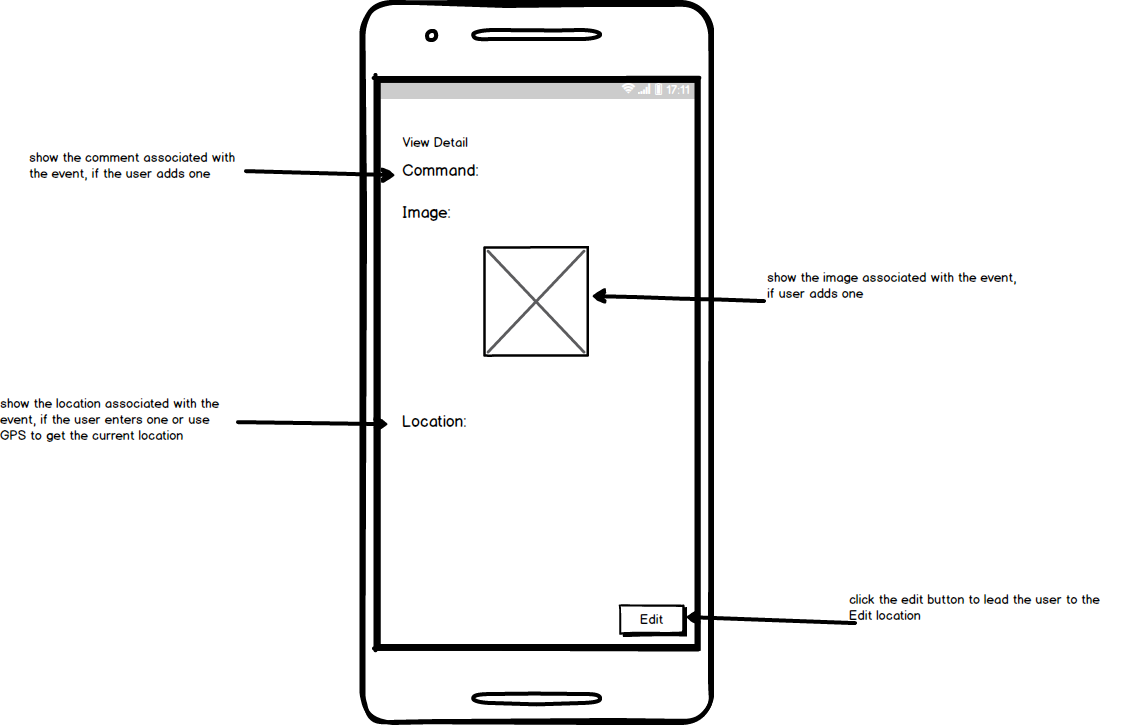 17:11
View Detail
show the comment associated with
the event, if the user adds one
Command:
Image:
show the image associated with the event,
if user adds one
show the location associated with the
event, if the user enters one or use
GPS to get the current location
Location:
click the edit button to lead the user to the
Edit location
Edit